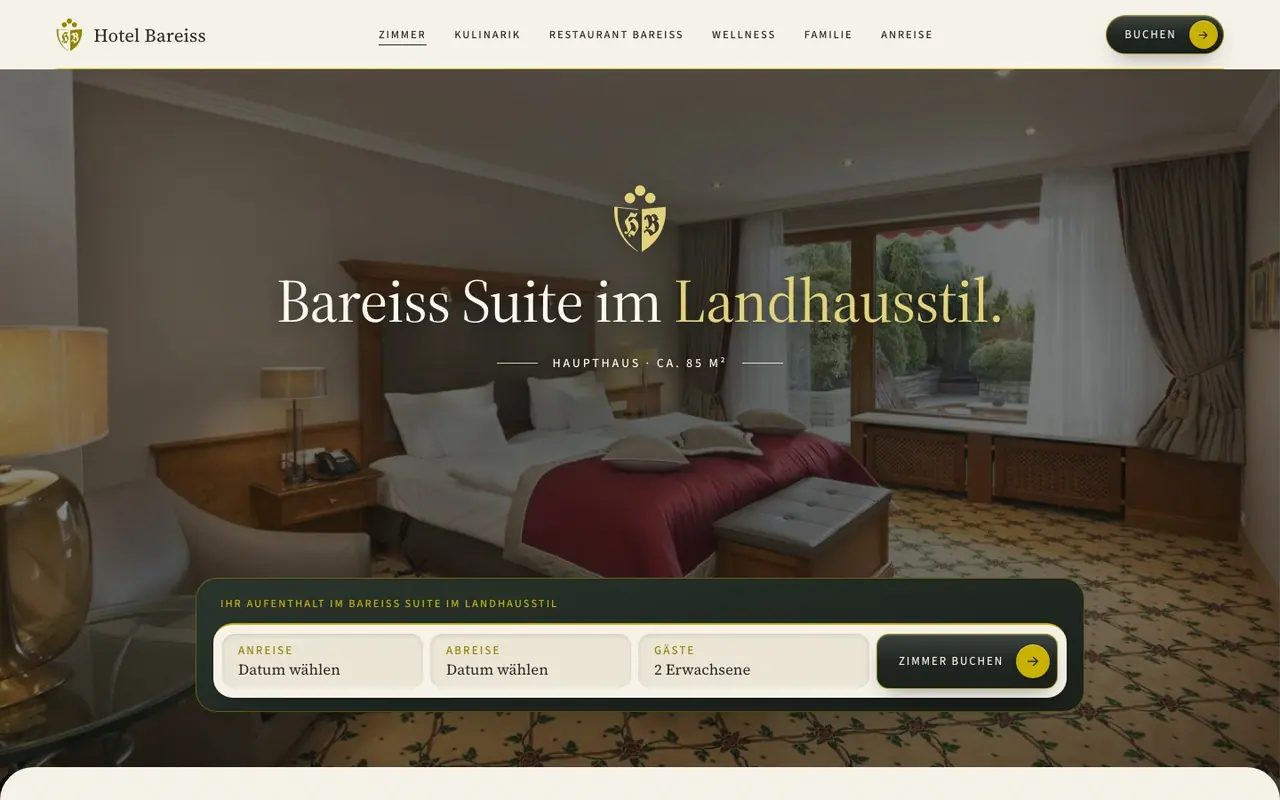 Hotel Bareiss
ZIMMER
KULINARIK
RESTAURANT BAREISS
WELLNESS
FAMILIE
ANREISE
BUCHEN
HB
Bareiss Suite im Landhausstil.
HAUPTHAUS · CA. 85 M²
IHR AUFENTHALT IM BAREISS SUITE IM LANDHAUSSTIL
ANREISE
Datum wählen
ABREISE
Datum wählen
GÄSTE
2 Erwachsene
ZIMMER BUCHEN